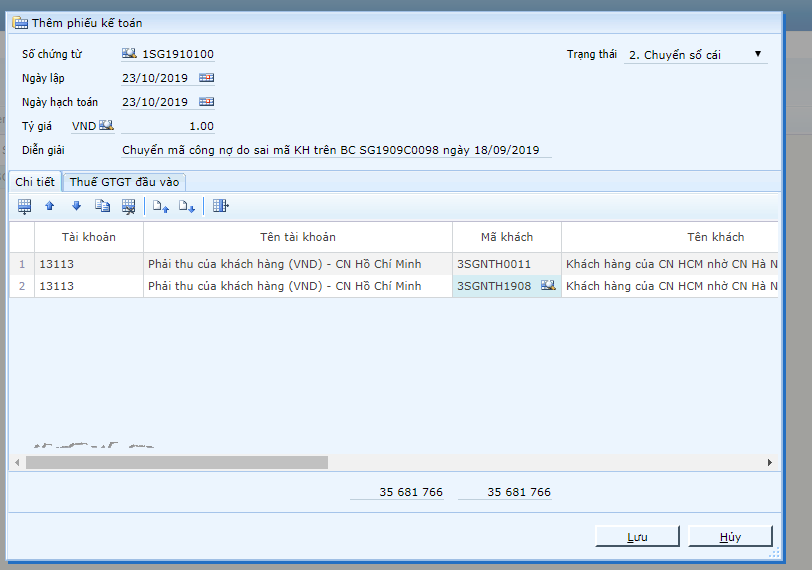 Thêm phiếu kế toán
Số chứng từ 1SG1910100 Trạng thái 2. Chuyển sổ cái
Ngày lập 23/10/2019
Ngày hạch toán 23/10/2019
Tỷ giá VND 1.00
Diễn giải Chuyển mã công nợ do sai mã KH trên BC SG1909C0098 ngày 18/09/2019
Chi tiết Thuế GTGT đầu vào
Tài khoản Tên tài khoản Mã khách Tên khách
1 13113 Phải thu của khách hàng (VND) - CN Hồ Chí Minh 3SGNTH0011 Khách hàng của CN HCM nhờ CN Hà N
2 13113 Phải thu của khách hàng (VND) - CN Hồ Chí Minh 3SGNTH1908 Khách hàng của CN HCM nhờ CN Hà N
35 681 766 35 681 766
Lưu Hủy